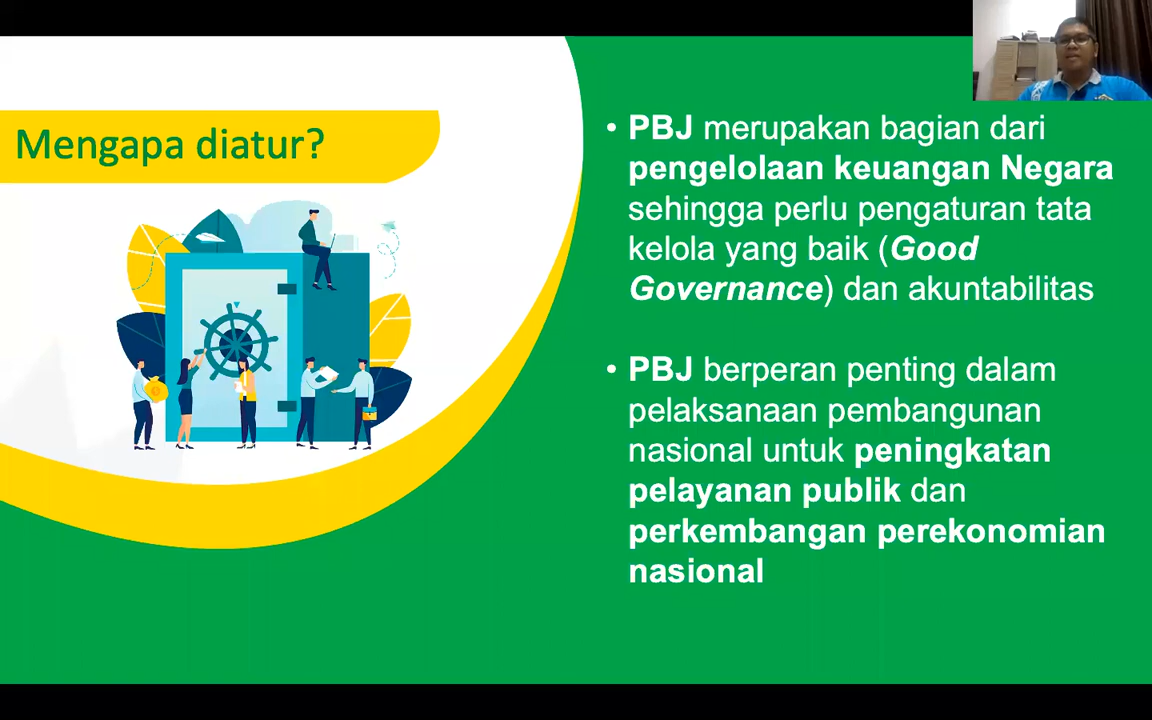 Mengapa diatur?
• PBJ merupakan bagian dari
pengelolaan keuangan Negara
sehingga perlu pengaturan tata
kelola yang baik (Good
Governance) dan akuntabilitas
• PBJ berperan penting dalam
pelaksanaan pembangunan
nasional untuk peningkatan
pelayanan publik dan
perkembangan perekonomian
nasional